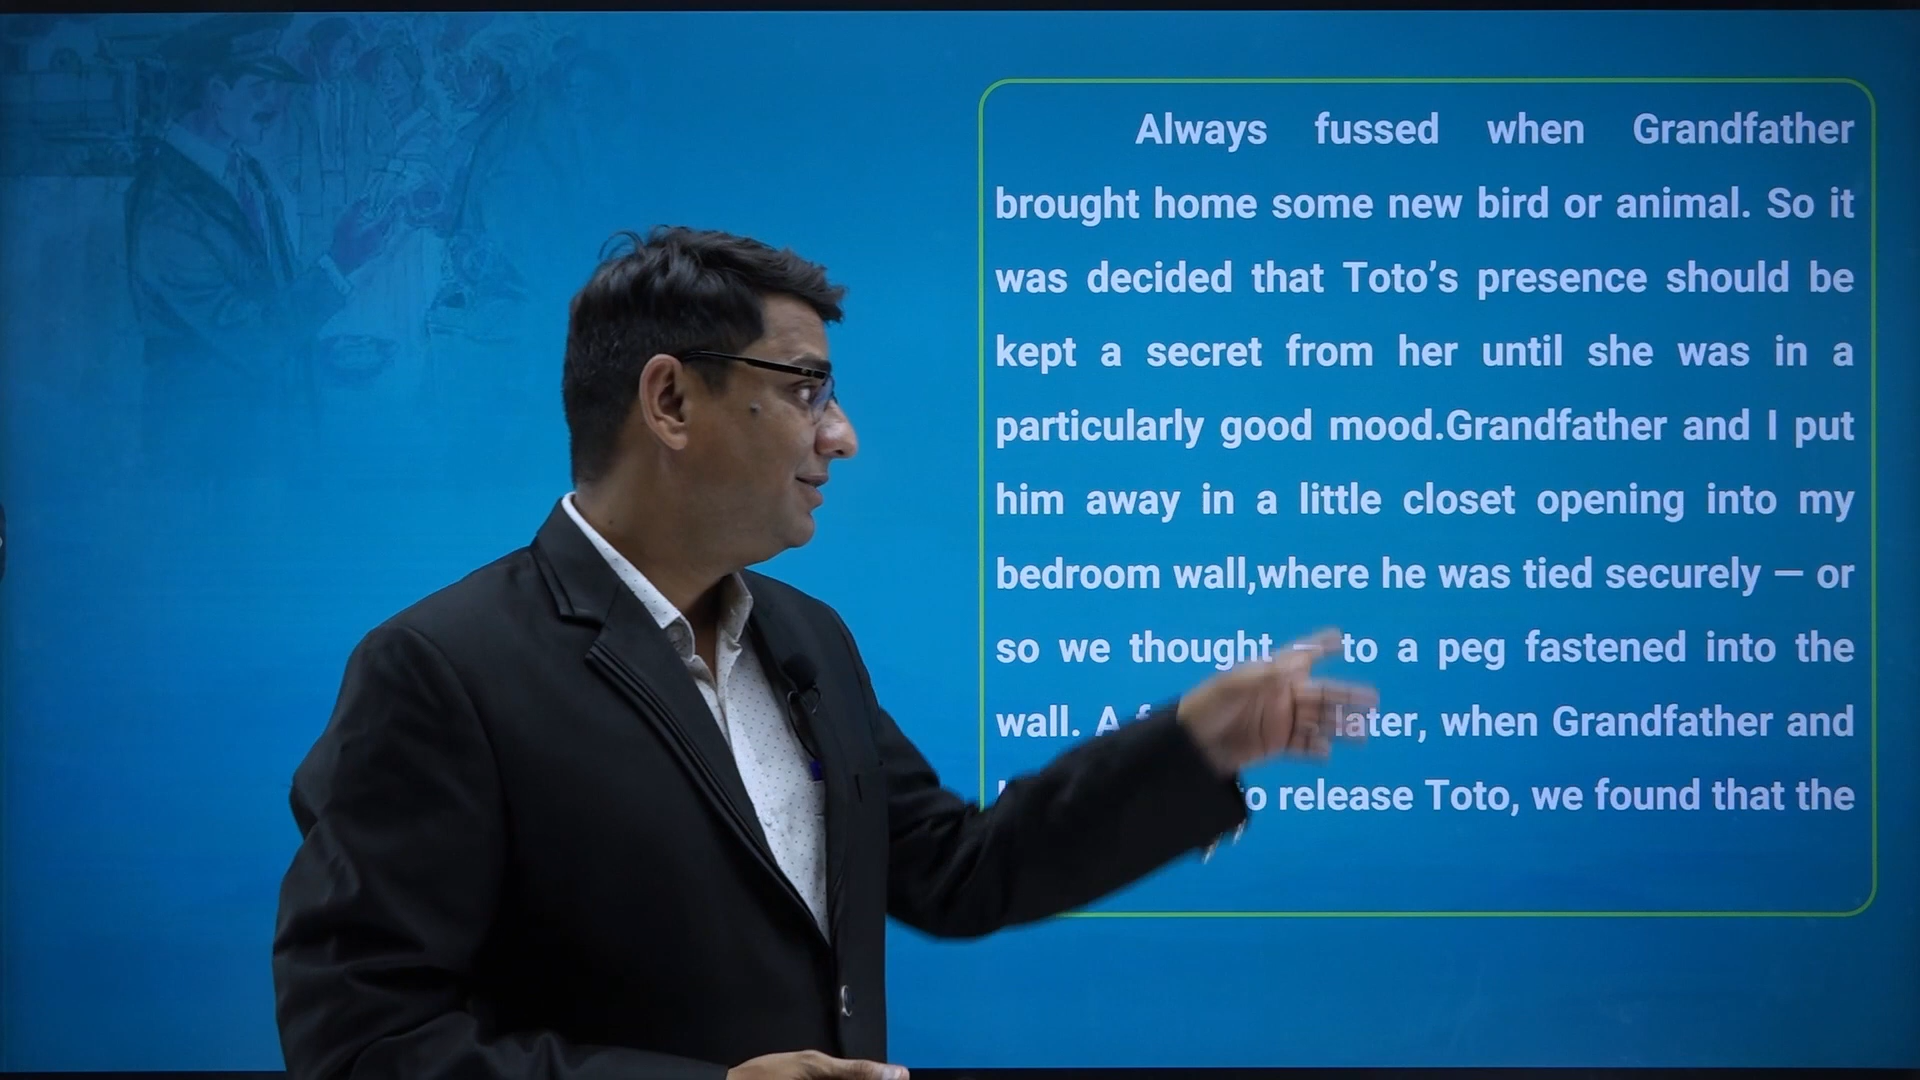 Always fussed when Grandfather
brought home some new bird or animal. So it
was decided that Toto’s presence should be
kept a secret from her until she was in a
particularly good mood.Grandfather and I put
him away in a little closet opening into my
bedroom wall,where he was tied securely — or
so we thought — to a peg fastened into the
wall. A later, when Grandfather and
to release Toto, we found that the